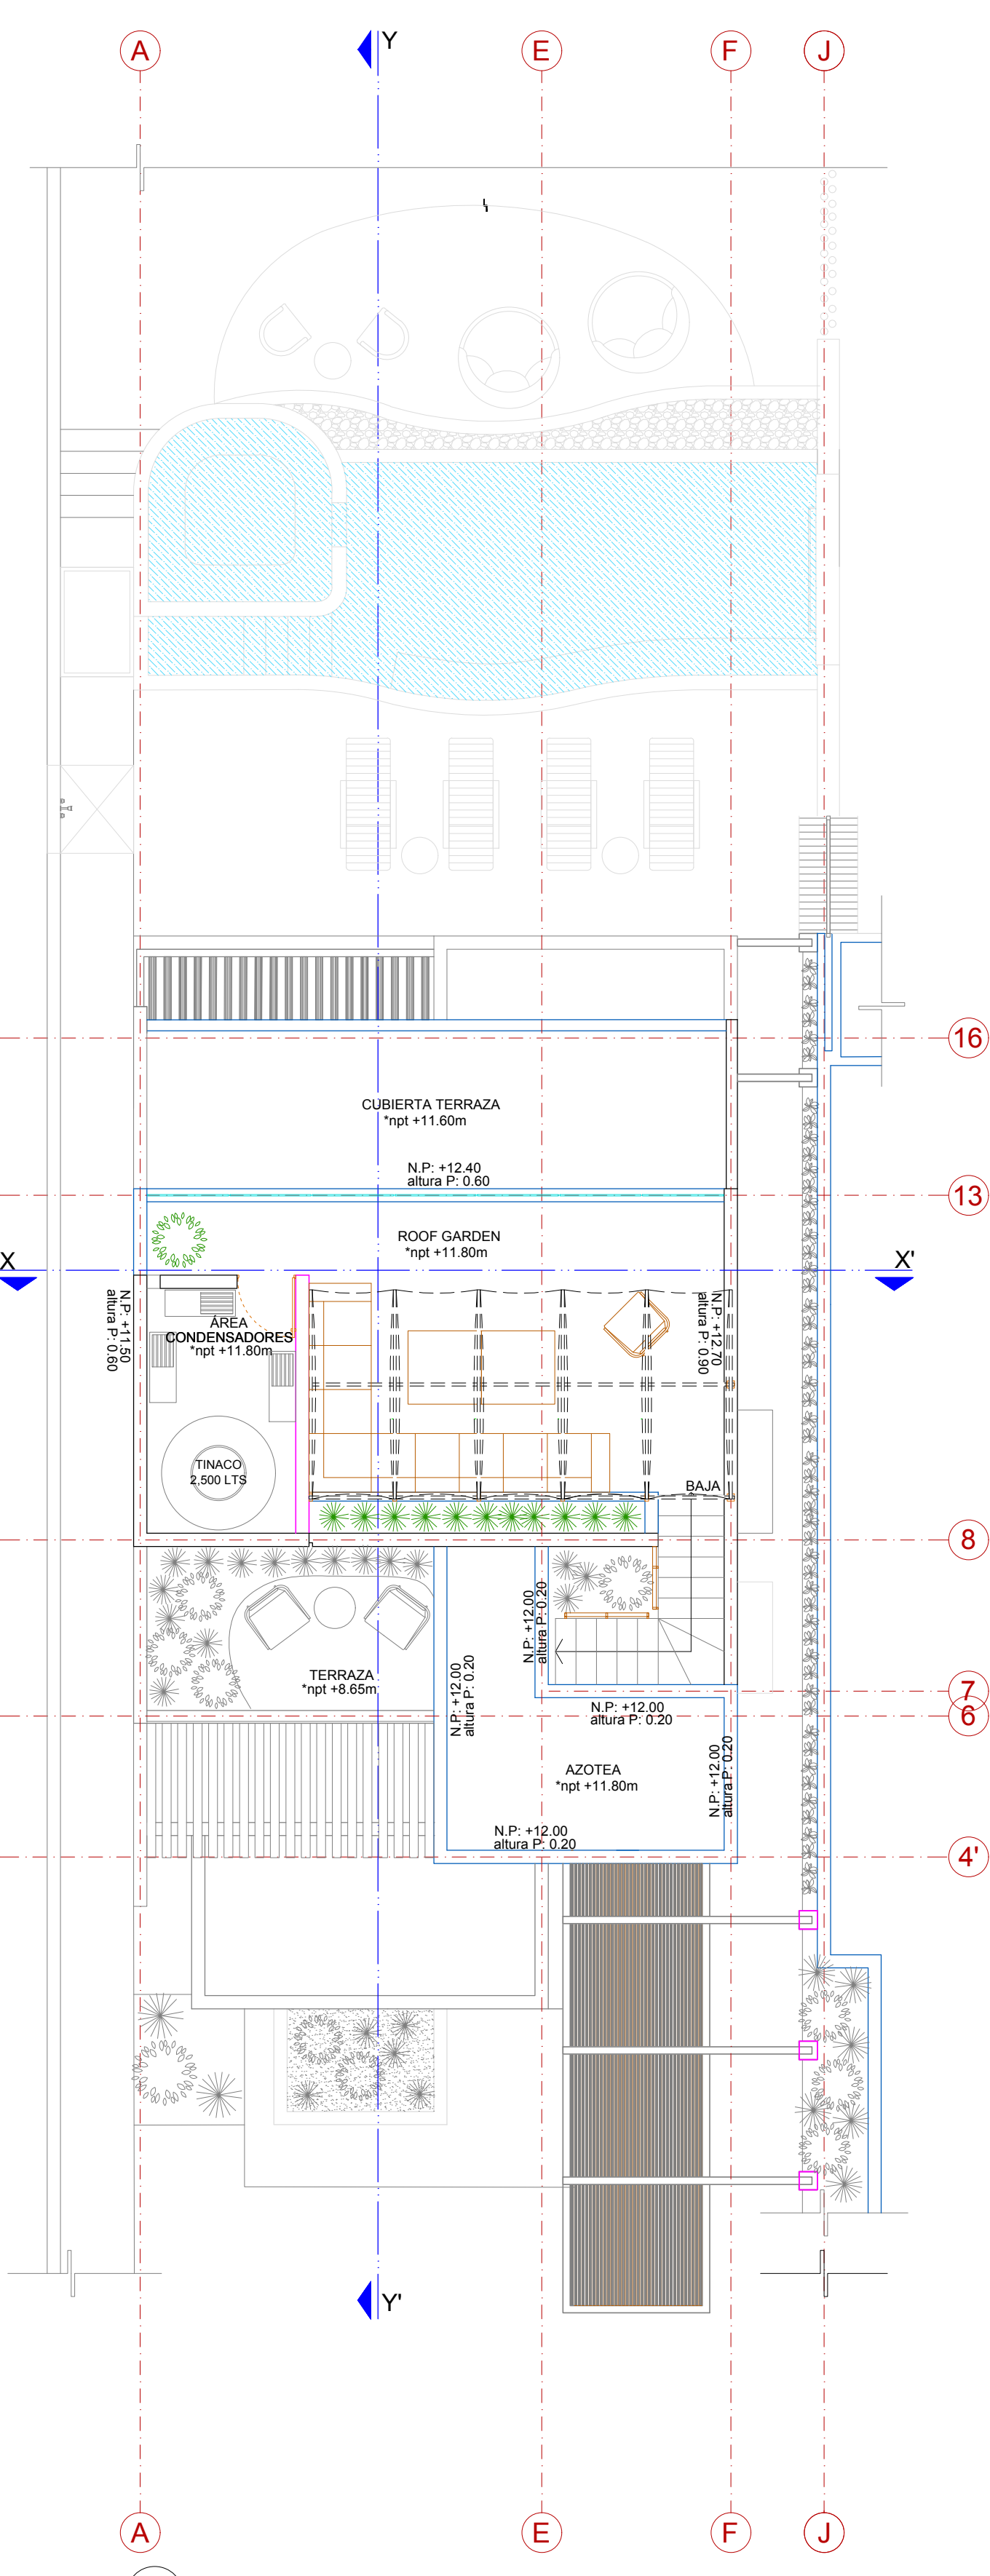 A
Y
E
F
J
16
CUBIERTA TERRAZA
*npt +11.60m
N.P: +12.40
altura P: 0.60
13
ROOF GARDEN
*npt +11.80m
X
X'
N.P: +11.50
altura P: 0.60
ÁREA
CONDENSADORES
*npt +11.80m
N.P: +12.70
altura P: 0.90
TINACO
2,500 LTS
BAJA
8
N.P: +12.00
altura P: 0.20
TERRAZA
*npt +8.65m
N.P: +12.00
altura P: 0.20
7
N.P: +12.00
altura P: 0.20
6
AZOTEA
*npt +11.80m
N.P: +12.00
altura P: 0.20
N.P: +12.00
altura P: 0.20
4'
Y'
A
E
F
J